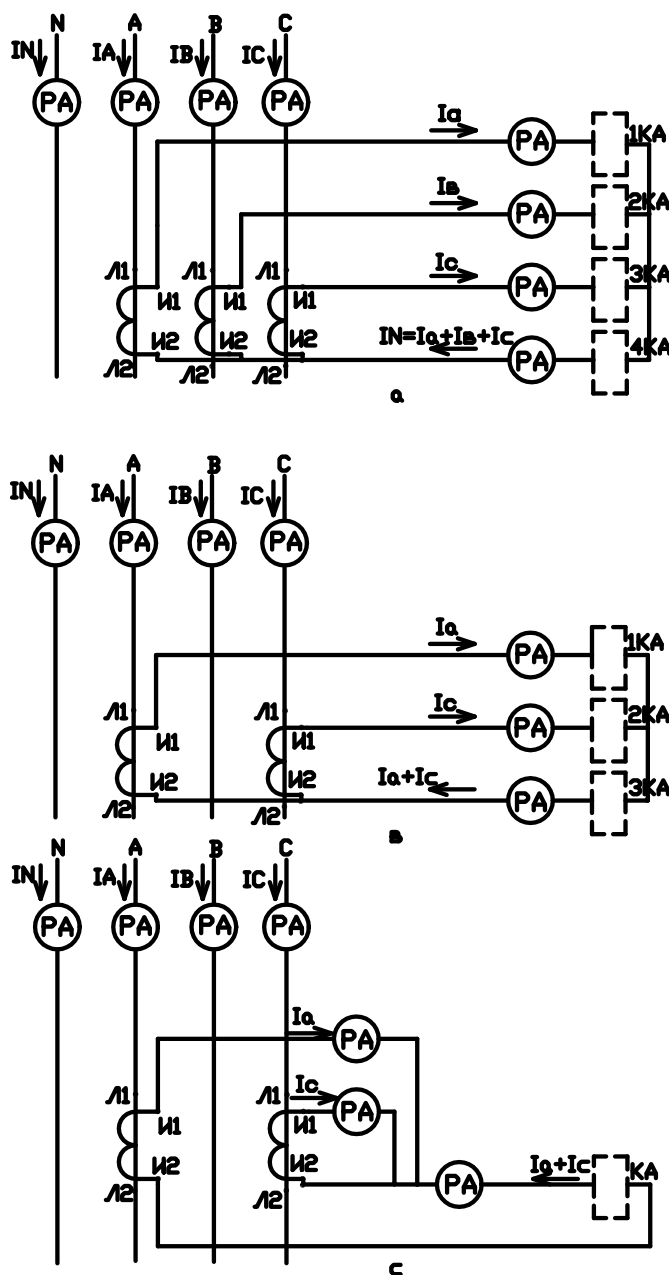 N A B C
IN IA IB IC
PA PA PA PA
Ia
PA 1KA
Iв
PA 2KA
Л1 Л1 Л1 Ic
И1 И1 И1 PA 3KA
И2 И2 И2 IN=Ia+Iв+Ic
Л2 Л2 Л2 PA 4KA
a
N A B C
IN IA IB IC
PA PA PA PA
Ia
PA 1KA
Л1 Л1 Ic
И1 И1 PA 2KA
И2 И2 Ia+Ic
Л2 Л2 PA 3KA
в
N A B C
IN IA IB IC
PA PA PA PA
Ia
PA
Ic
Л1 Л1 PA
И1 И1
И2 И2 Ia+Ic KA
Л2 Л2 PA
c